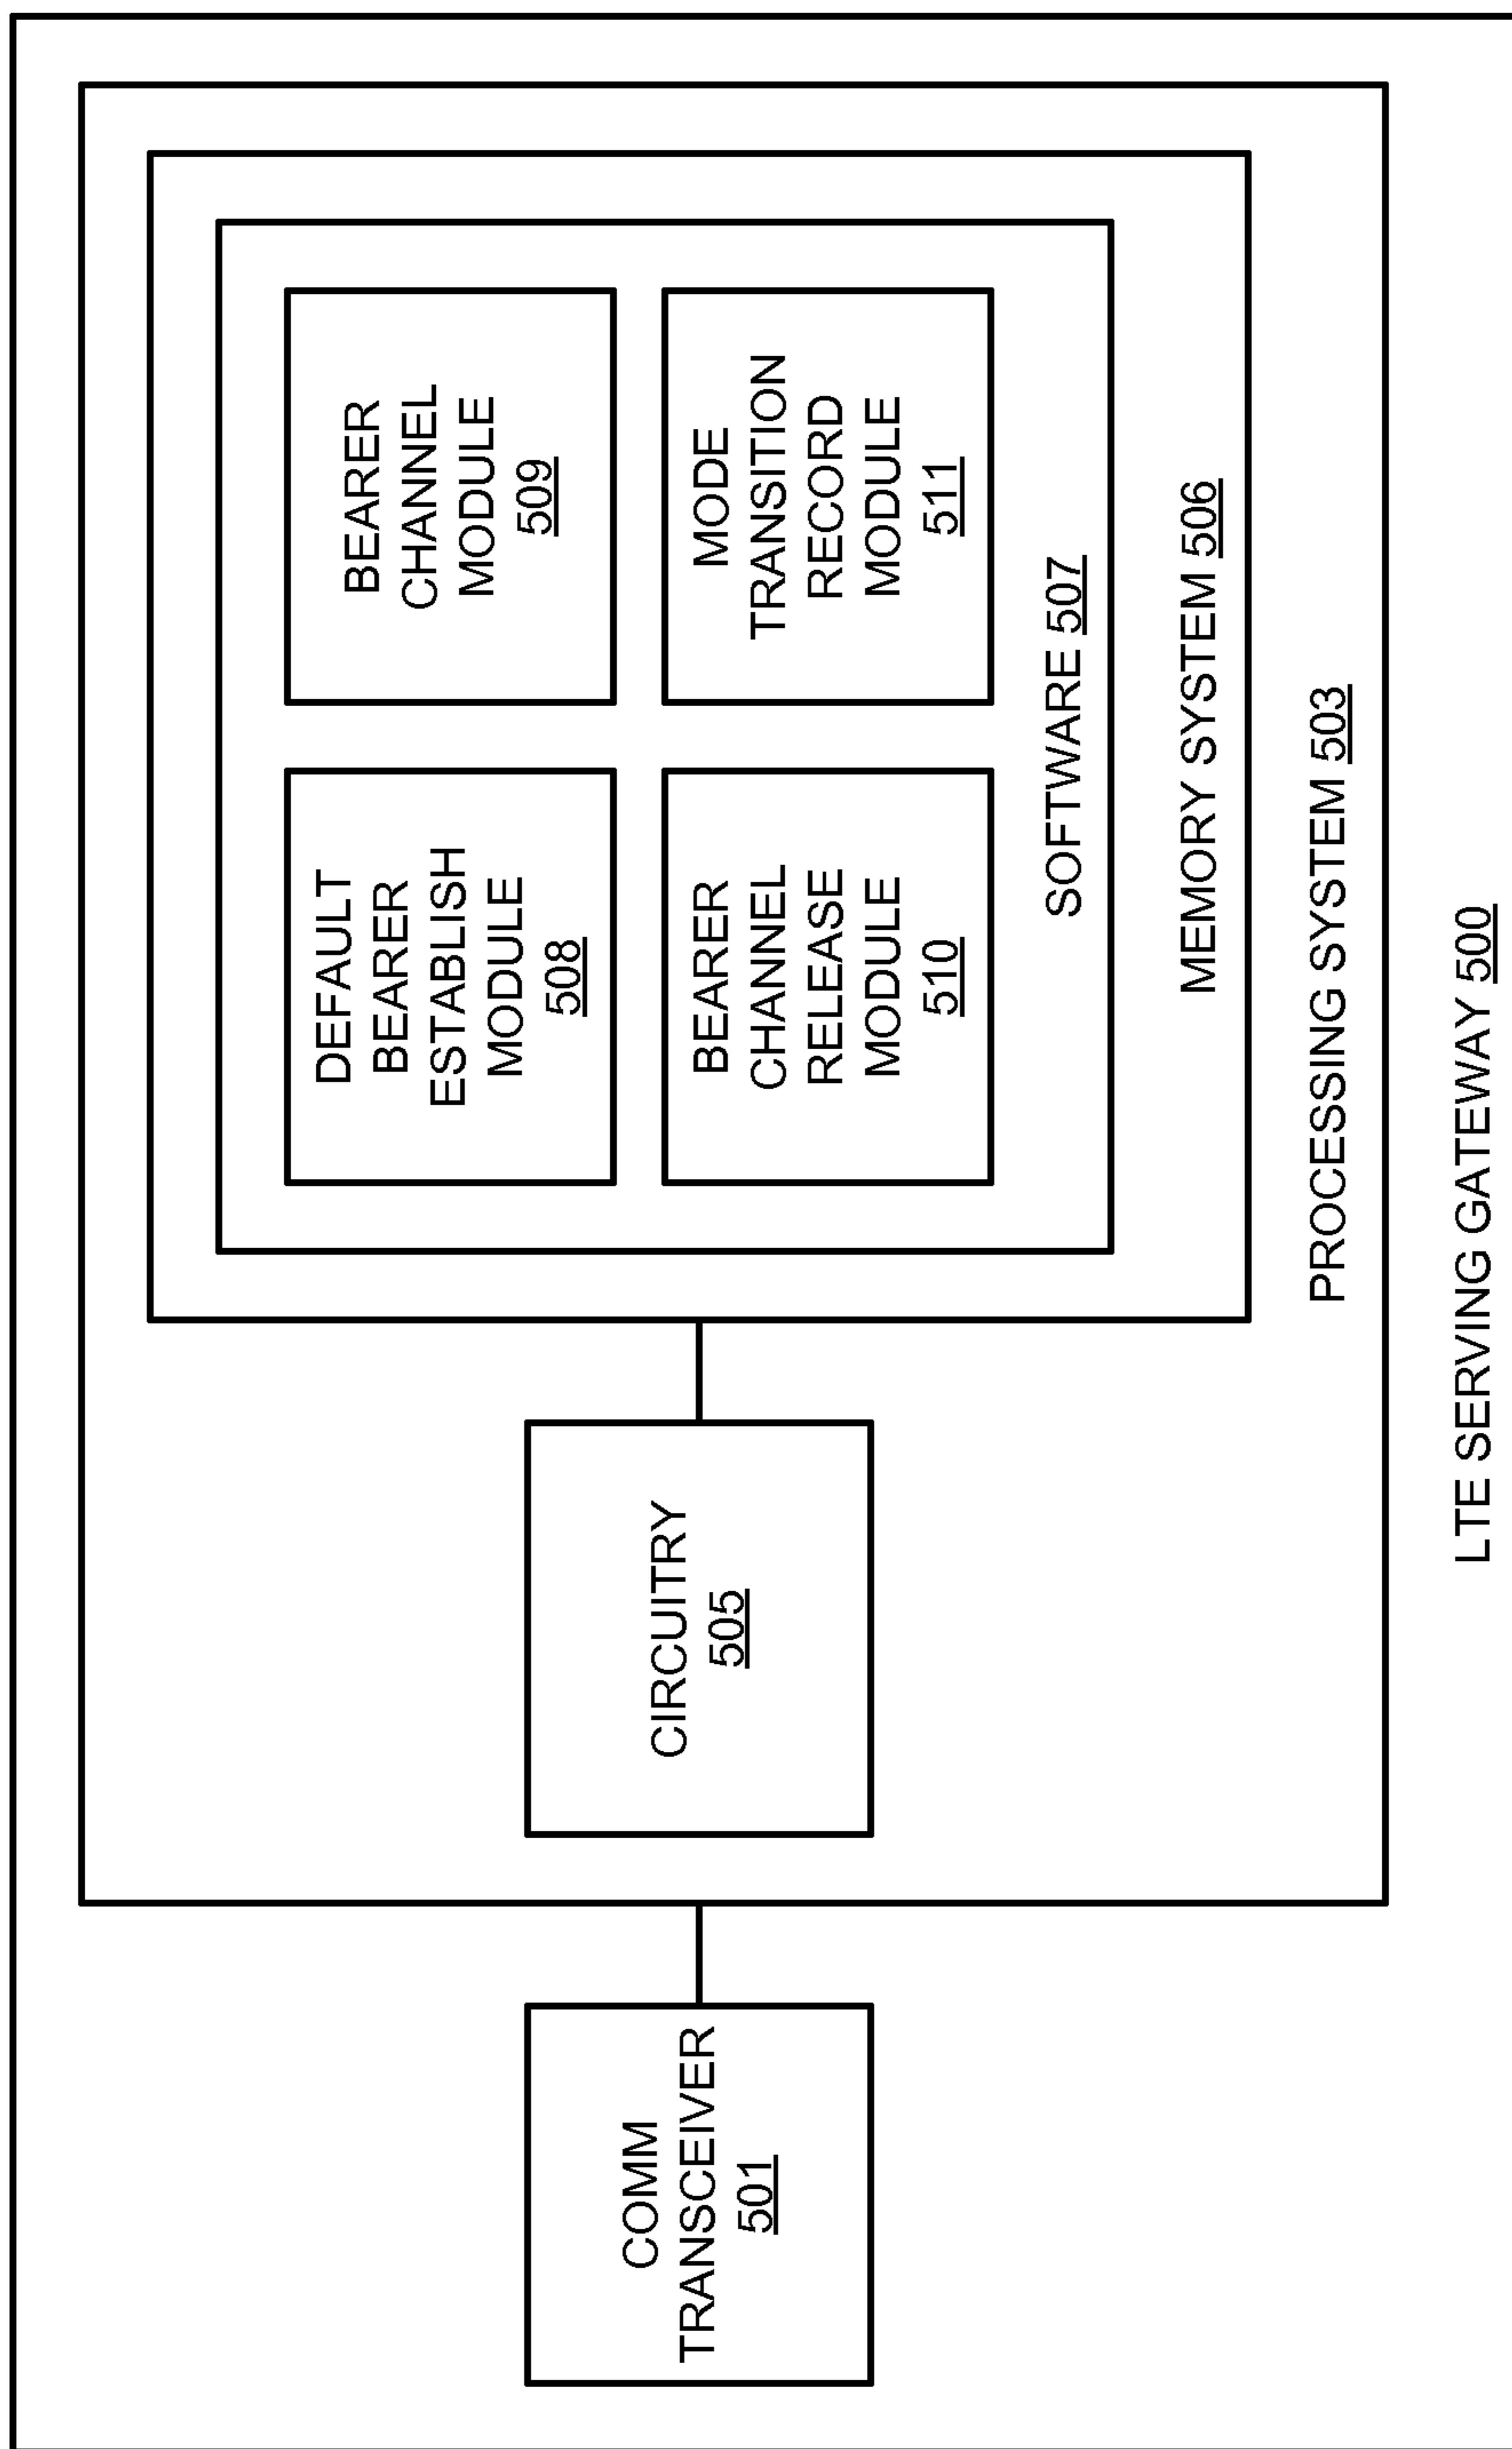 COMM
TRANSCEIVER
501
CIRCUITRY
505
DEFAULT
BEARER
ESTABLISH
MODULE
508
BEARER
CHANNEL
MODULE
509
BEARER
CHANNEL
RELEASE
MODULE
510
MODE
TRANSITION
RECORD
MODULE
511
SOFTWARE 507
MEMORY SYSTEM 506
PROCESSING SYSTEM 503
LTE SERVING GATEWAY 500